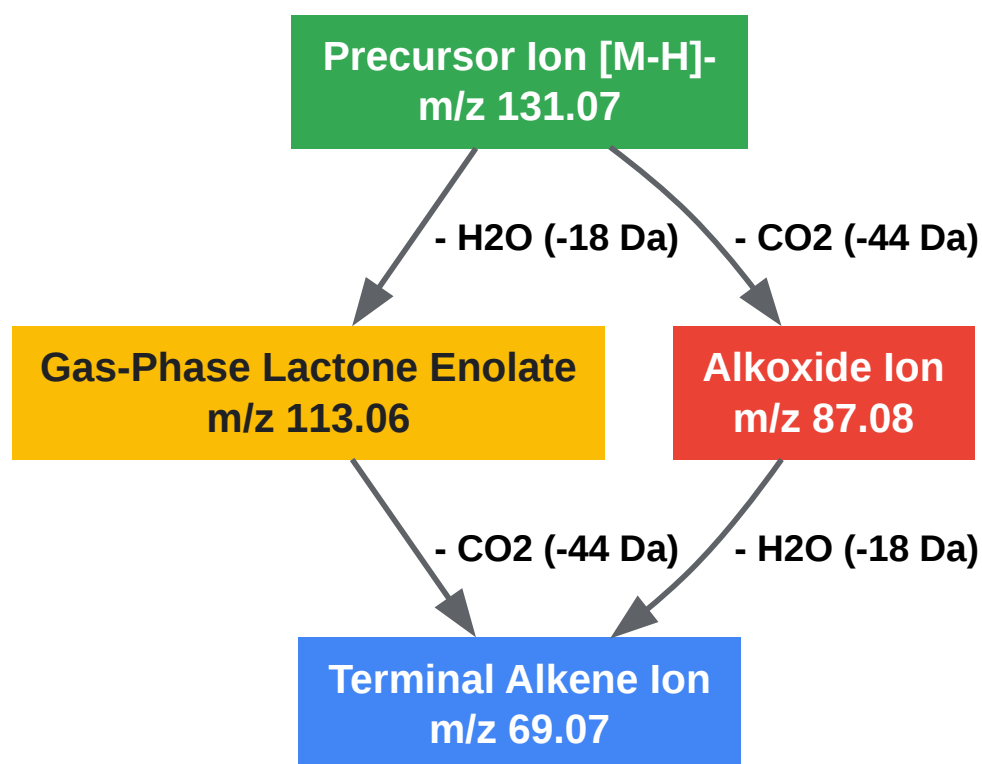 Precursor Ion [M-H]-
m/z 131.07
- H2O (-18 Da)
- CO2 (-44 Da)
Gas-Phase Lactone Enolate
m/z 113.06
Alkoxide Ion
m/z 87.08
- CO2 (-44 Da)
- H2O (-18 Da)
Terminal Alkene Ion
m/z 69.07